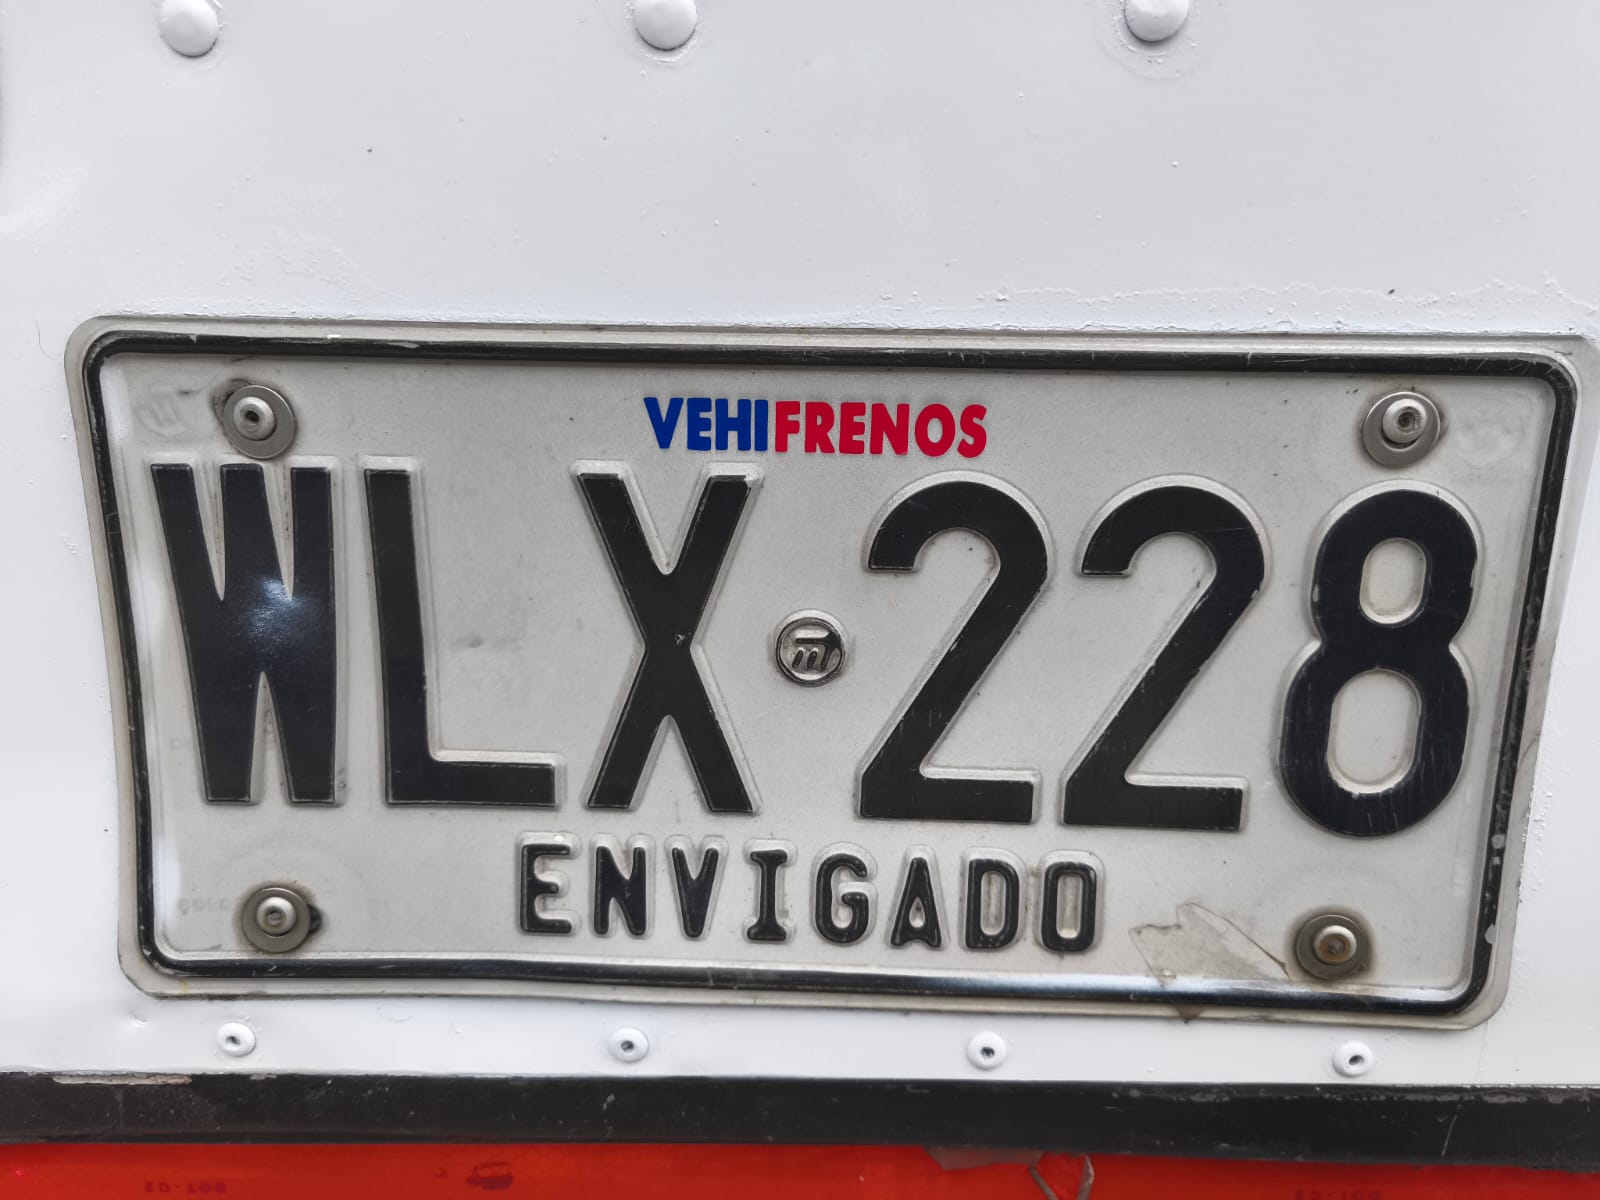 VEHIFRENOS
WLX 228
ENVIGADO